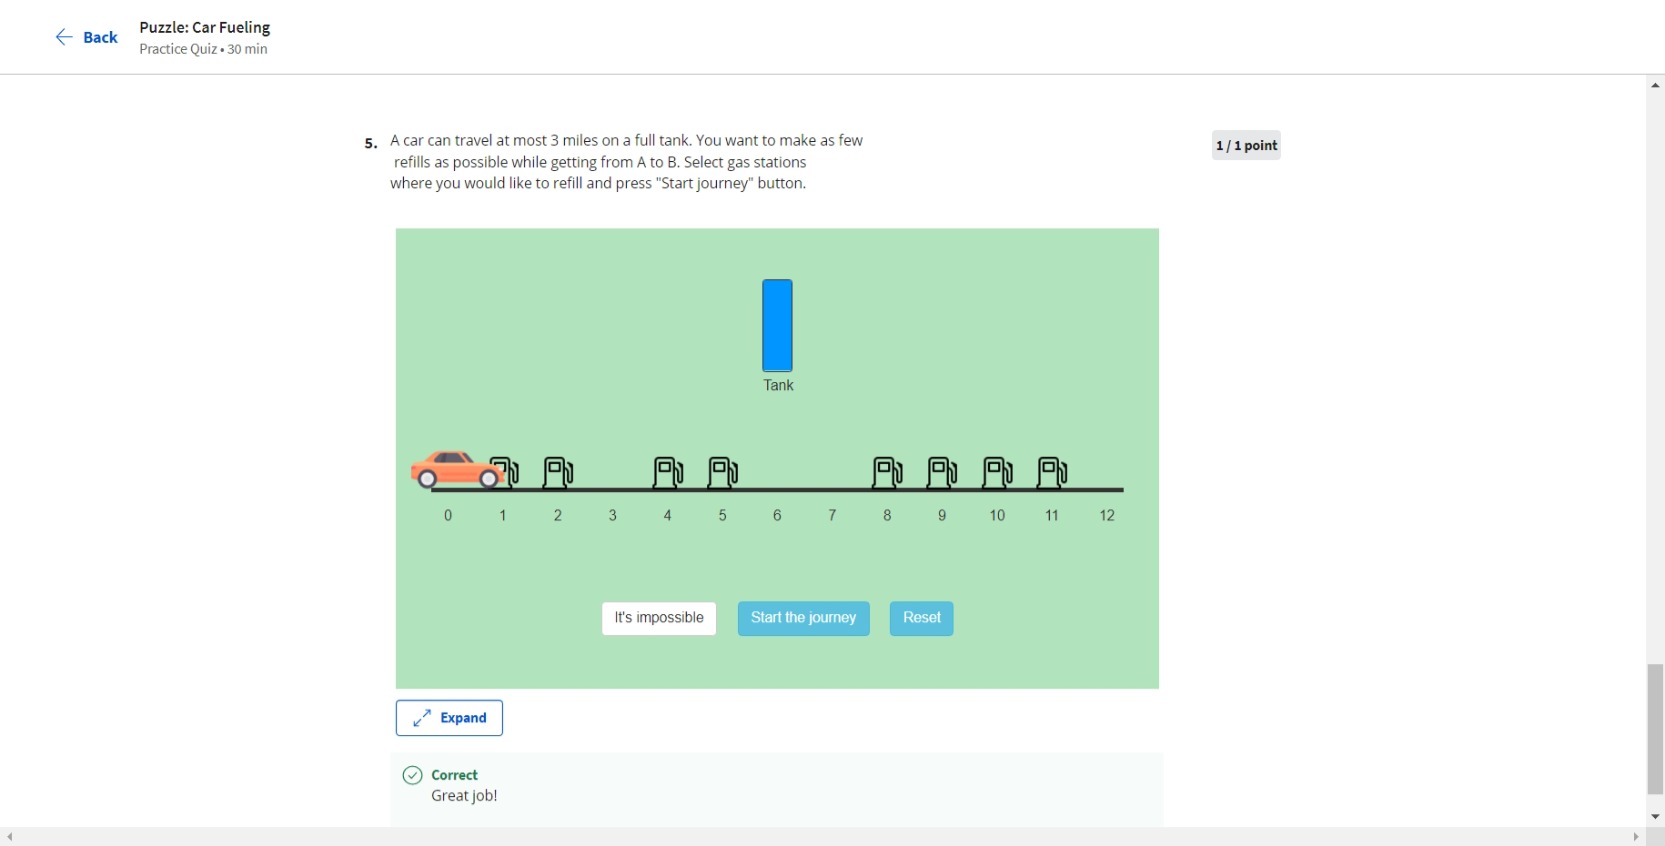 Back
Puzzle: Car Fueling
Practice Quiz • 30 min
5. A car can travel at most 3 miles on a full tank. You want to make as few
refills as possible while getting from A to B. Select gas stations
where you would like to refill and press "Start journey" button.
1 / 1 point
Tank
0 1 2 3 4 5 6 7 8 9 10 11 12
It's impossible Start the journey Reset
Expand
Correct
Great job!